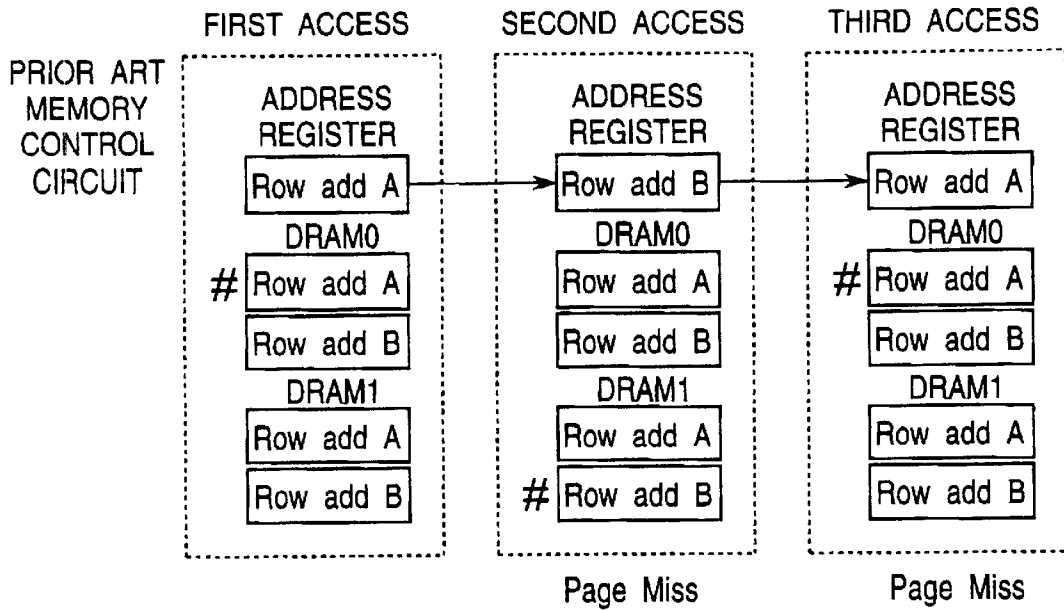 FIRST ACCESS
SECOND ACCESS
THIRD ACCESS
PRIOR ART
MEMORY
CONTROL
CIRCUIT
ADDRESS
REGISTER
Row add A
DRAM0
# Row add A
Row add B
DRAM1
Row add A
Row add B
ADDRESS
REGISTER
Row add B
DRAM0
Row add A
Row add B
DRAM1
Row add A
# Row add B
Page Miss
ADDRESS
REGISTER
Row add A
DRAM0
# Row add A
Row add B
DRAM1
Row add A
Row add B
Page Miss